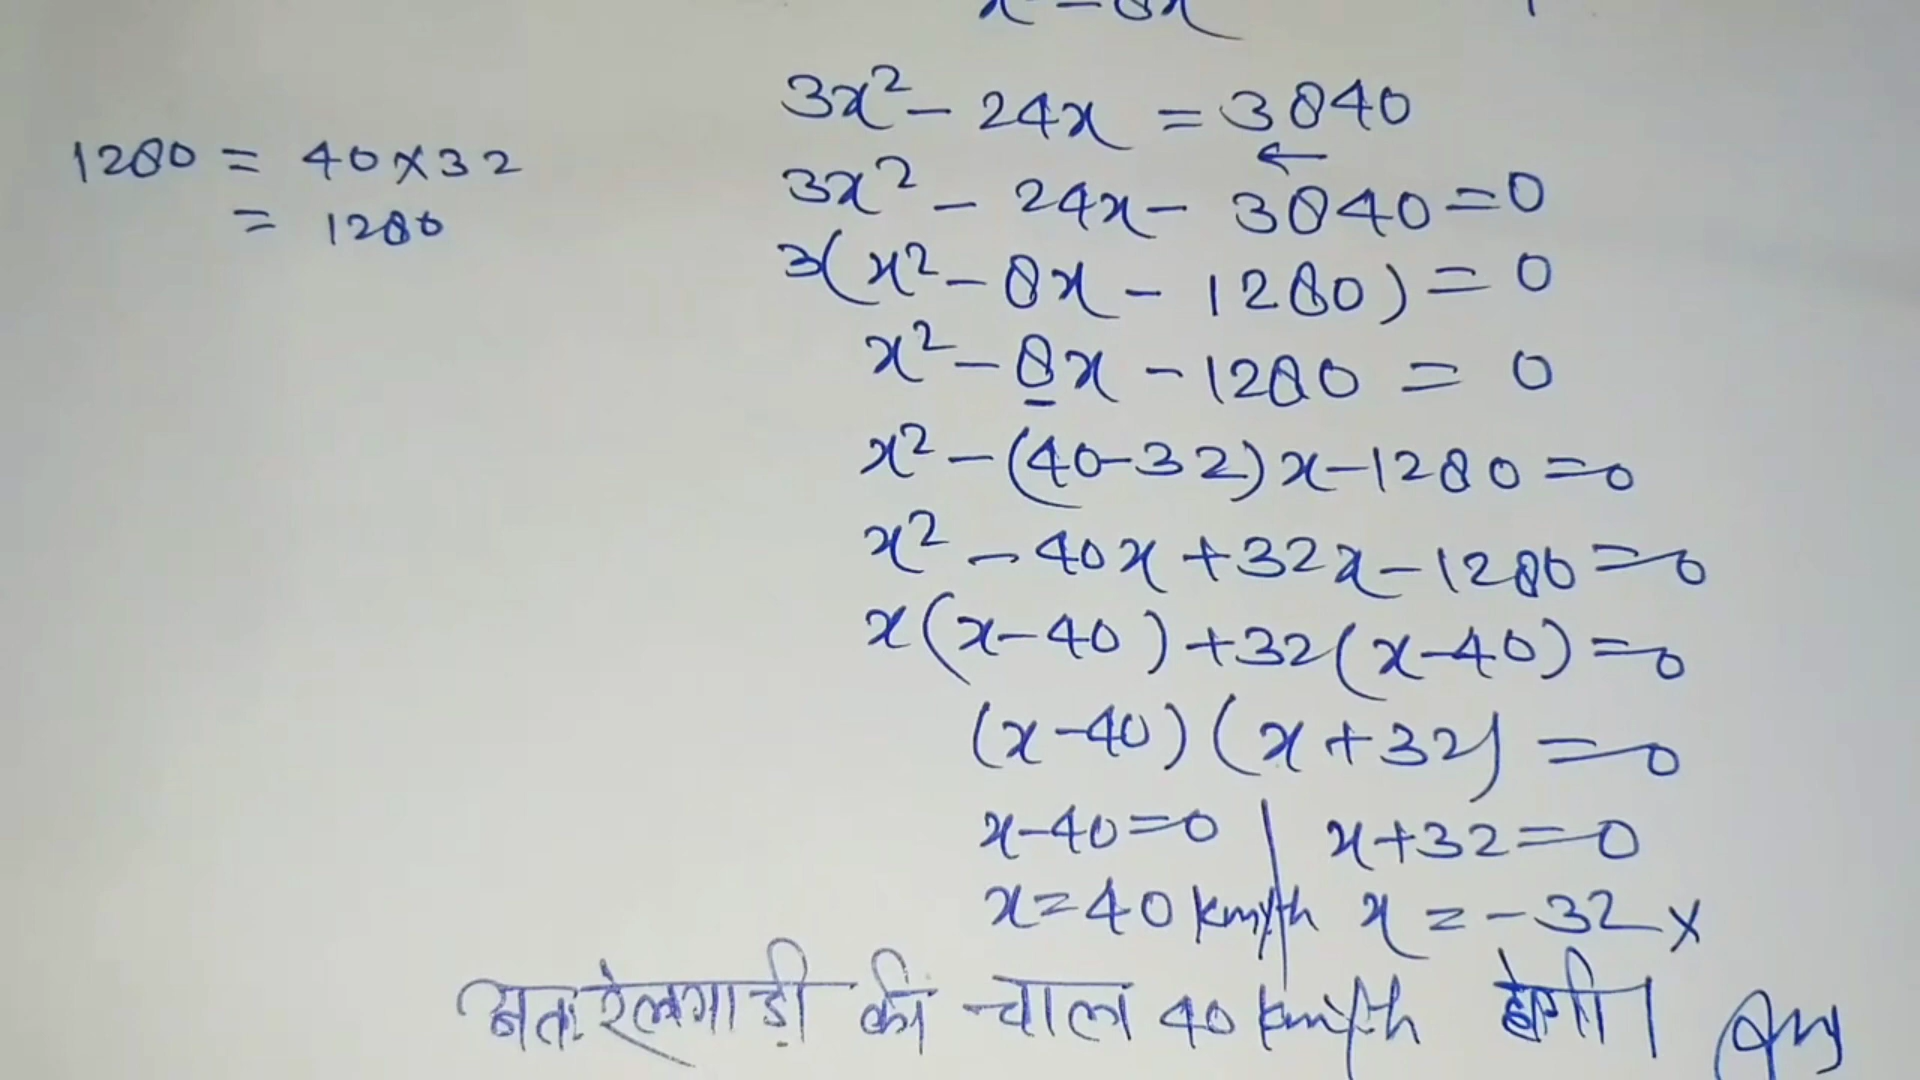 x² - 8x
3x² - 24x = 3840
←
3x² - 24x - 3840 = 0
3(x² - 8x - 1280) = 0
x² - 8x - 1280 = 0
x² - (40-32)x - 1280 = 0
x² - 40x + 32x - 1280 = 0
x(x-40) + 32(x-40) = 0
(x-40)(x+32) = 0
x-40=0 | x+32=0
x=40 km/h x=-32 ×
अतः रेलगाड़ी की चाल 40 km/h होगी। Ans
1280 = 40×32
= 1280